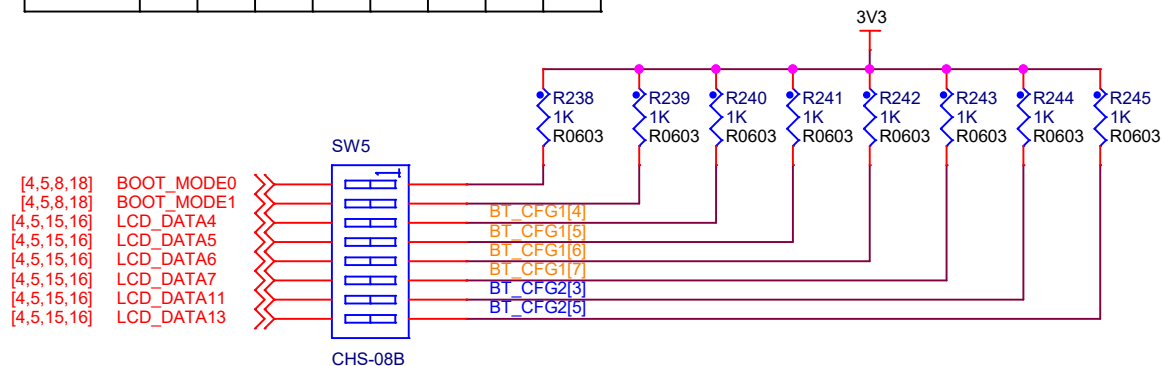 3V3
R238 R239 R240 R241 R242 R243 R244 R245
1K 1K 1K 1K 1K 1K 1K 1K
R0603 R0603 R0603 R0603 R0603 R0603 R0603 R0603
SW5
1
[4,5,8,18] BOOT_MODE0
[4,5,8,18] BOOT_MODE1
[4,5,15,16] LCD_DATA4 BT_CFG1[4]
[4,5,15,16] LCD_DATA5 BT_CFG1[5]
[4,5,15,16] LCD_DATA6 BT_CFG1[6]
[4,5,15,16] LCD_DATA7 BT_CFG1[7]
[4,5,15,16] LCD_DATA11 BT_CFG2[3]
[4,5,15,16] LCD_DATA13 BT_CFG2[5]
CHS-08B